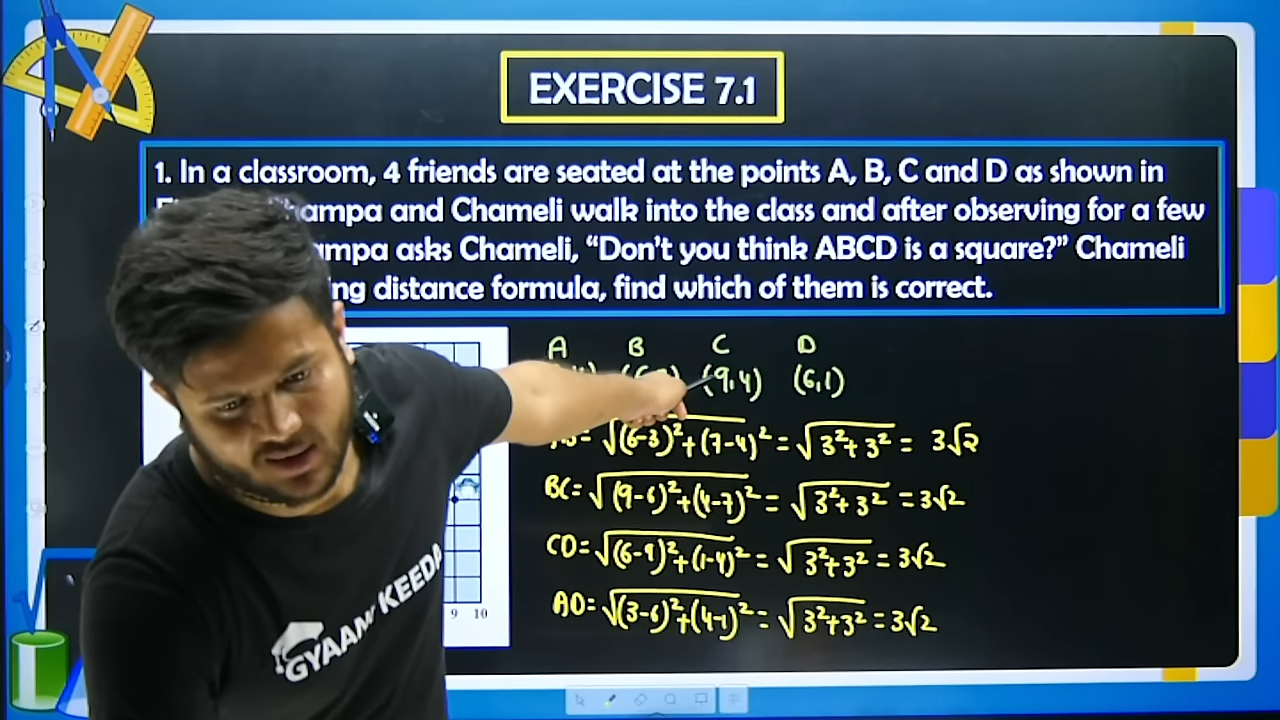 EXERCISE 7.1
1. In a classroom, 4 friends are seated at the points A, B, C and D as shown in
and Chameli walk into the class and after observing for a few
asks Chameli, “Don’t you think ABCD is a square?” Chameli
distance formula, find which of them is correct.
A B C D
(9,4) (6,1)
√(6-3)²+(7-4)² = √3²+3² = 3√2
BC= √(9-6)²+(4-7)² = √3²+3² = 3√2
CD= √(6-9)²+(1-4)² = √3²+3² = 3√2
AD= √(3-6)²+(4-1)² = √3²+3² = 3√2
9 10
GYAAM KEEDA